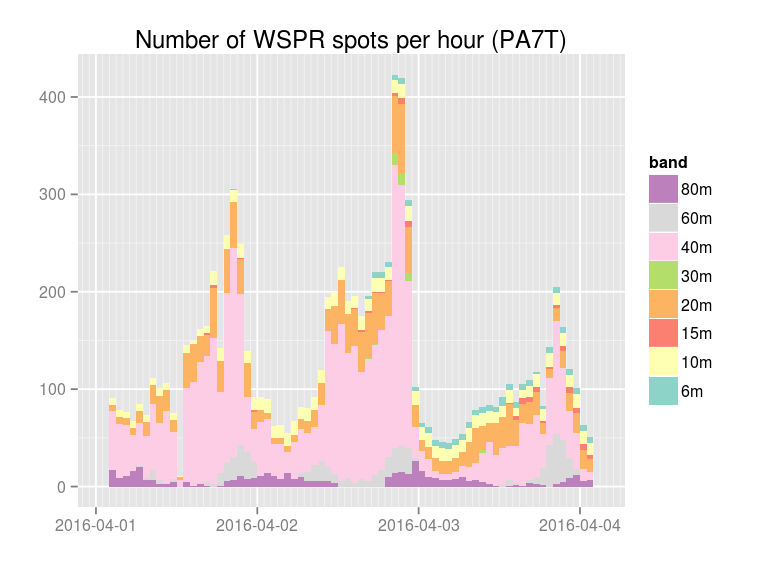 Number of WSPR spots per hour (PA7T)
400
300
200
100
0
2016-04-01 2016-04-02 2016-04-03 2016-04-04
band
80m
60m
40m
30m
20m
15m
10m
6m